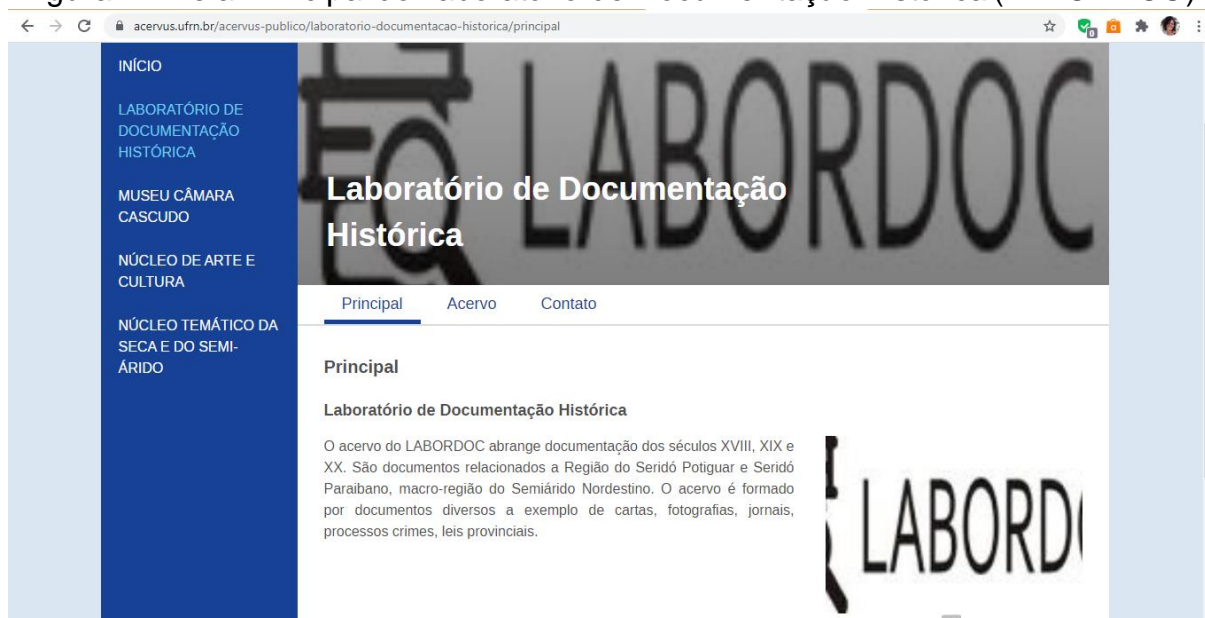 acervus.ufrn.br/acervus-publico/laboratorio-documentacao-historica/principal
INÍCIO
LABORATÓRIO DE
DOCUMENTAÇÃO
HISTÓRICA
MUSEU CÂMARA
CASCUDO
NÚCLEO DE ARTE E
CULTURA
NÚCLEO TEMÁTICO DA
SECA E DO SEMI-
ÁRIDO
LABORDOC
Laboratório de Documentação
Histórica
Principal Acervo Contato
Principal
Laboratório de Documentação Histórica
O acervo do LABORDOC abrange documentação dos séculos XVIII, XIX e
XX. São documentos relacionados a Região do Seridó Potiguar e Seridó
Paraibano, macro-região do Semiárido Nordestino. O acervo é formado
por documentos diversos a exemplo de cartas, fotografias, jornais,
processos crimes, leis provinciais.
LABORD